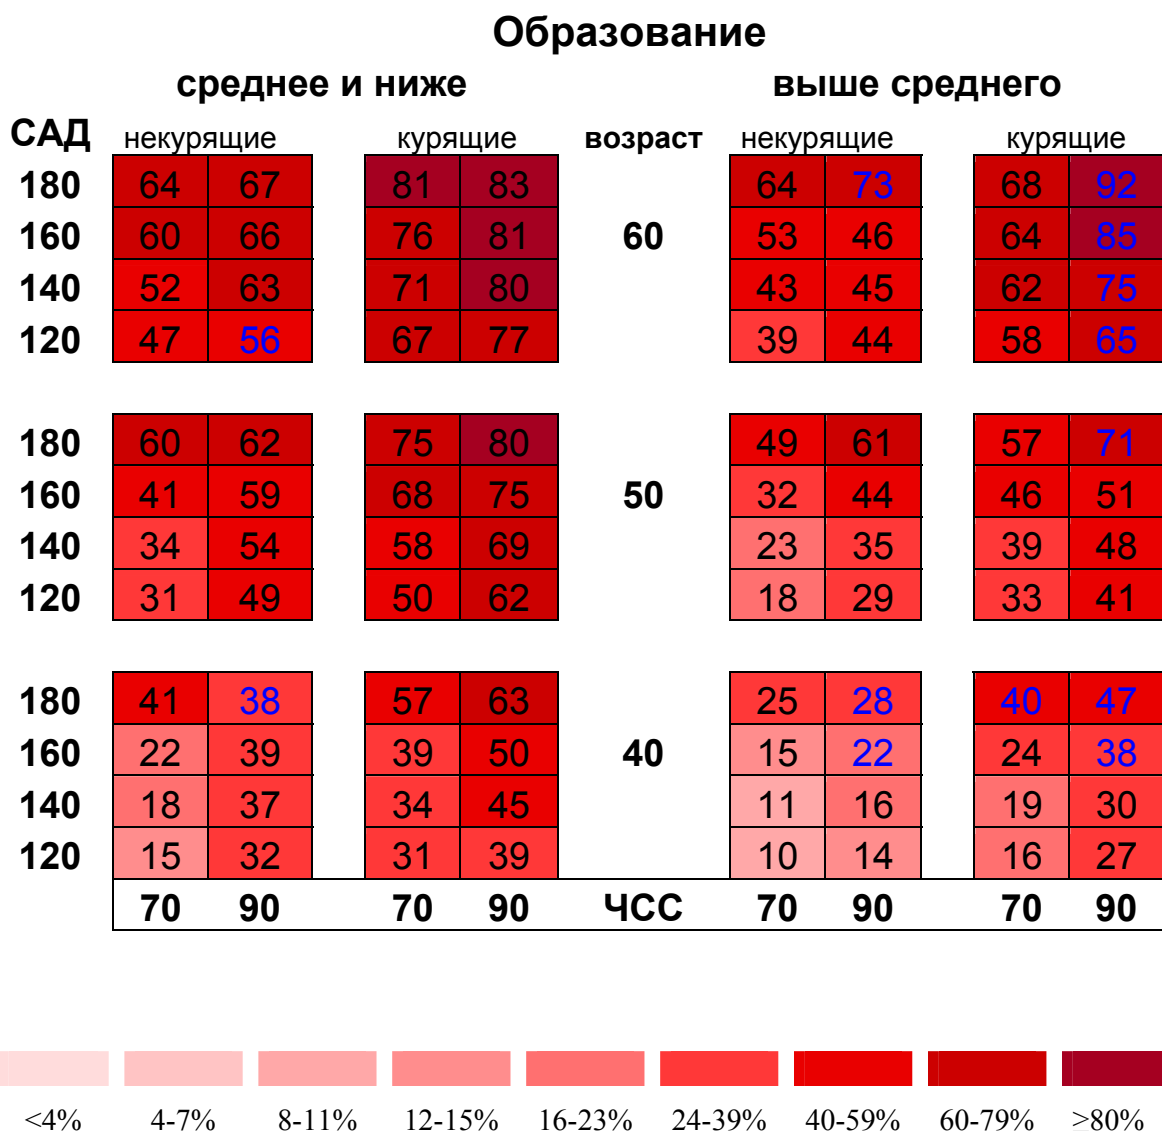 Образование
среднее и ниже выше среднего
САД некурящие курящие возраст некурящие курящие
180 64 67 81 83 64 73 68 92
160 60 66 76 81 60 53 46 64 85
140 52 63 71 80 43 45 62 75
120 47 56 67 77 39 44 58 65
180 60 62 75 80 49 61 57 71
160 41 59 68 75 50 32 44 46 51
140 34 54 58 69 23 35 39 48
120 31 49 50 62 18 29 33 41
180 41 38 57 63 25 28 40 47
160 22 39 39 50 40 15 22 24 38
140 18 37 34 45 11 16 19 30
120 15 32 31 39 10 14 16 27
70 90 70 90 ЧСС 70 90 70 90
<4% 4-7% 8-11% 12-15% 16-23% 24-39% 40-59% 60-79% ≥80%